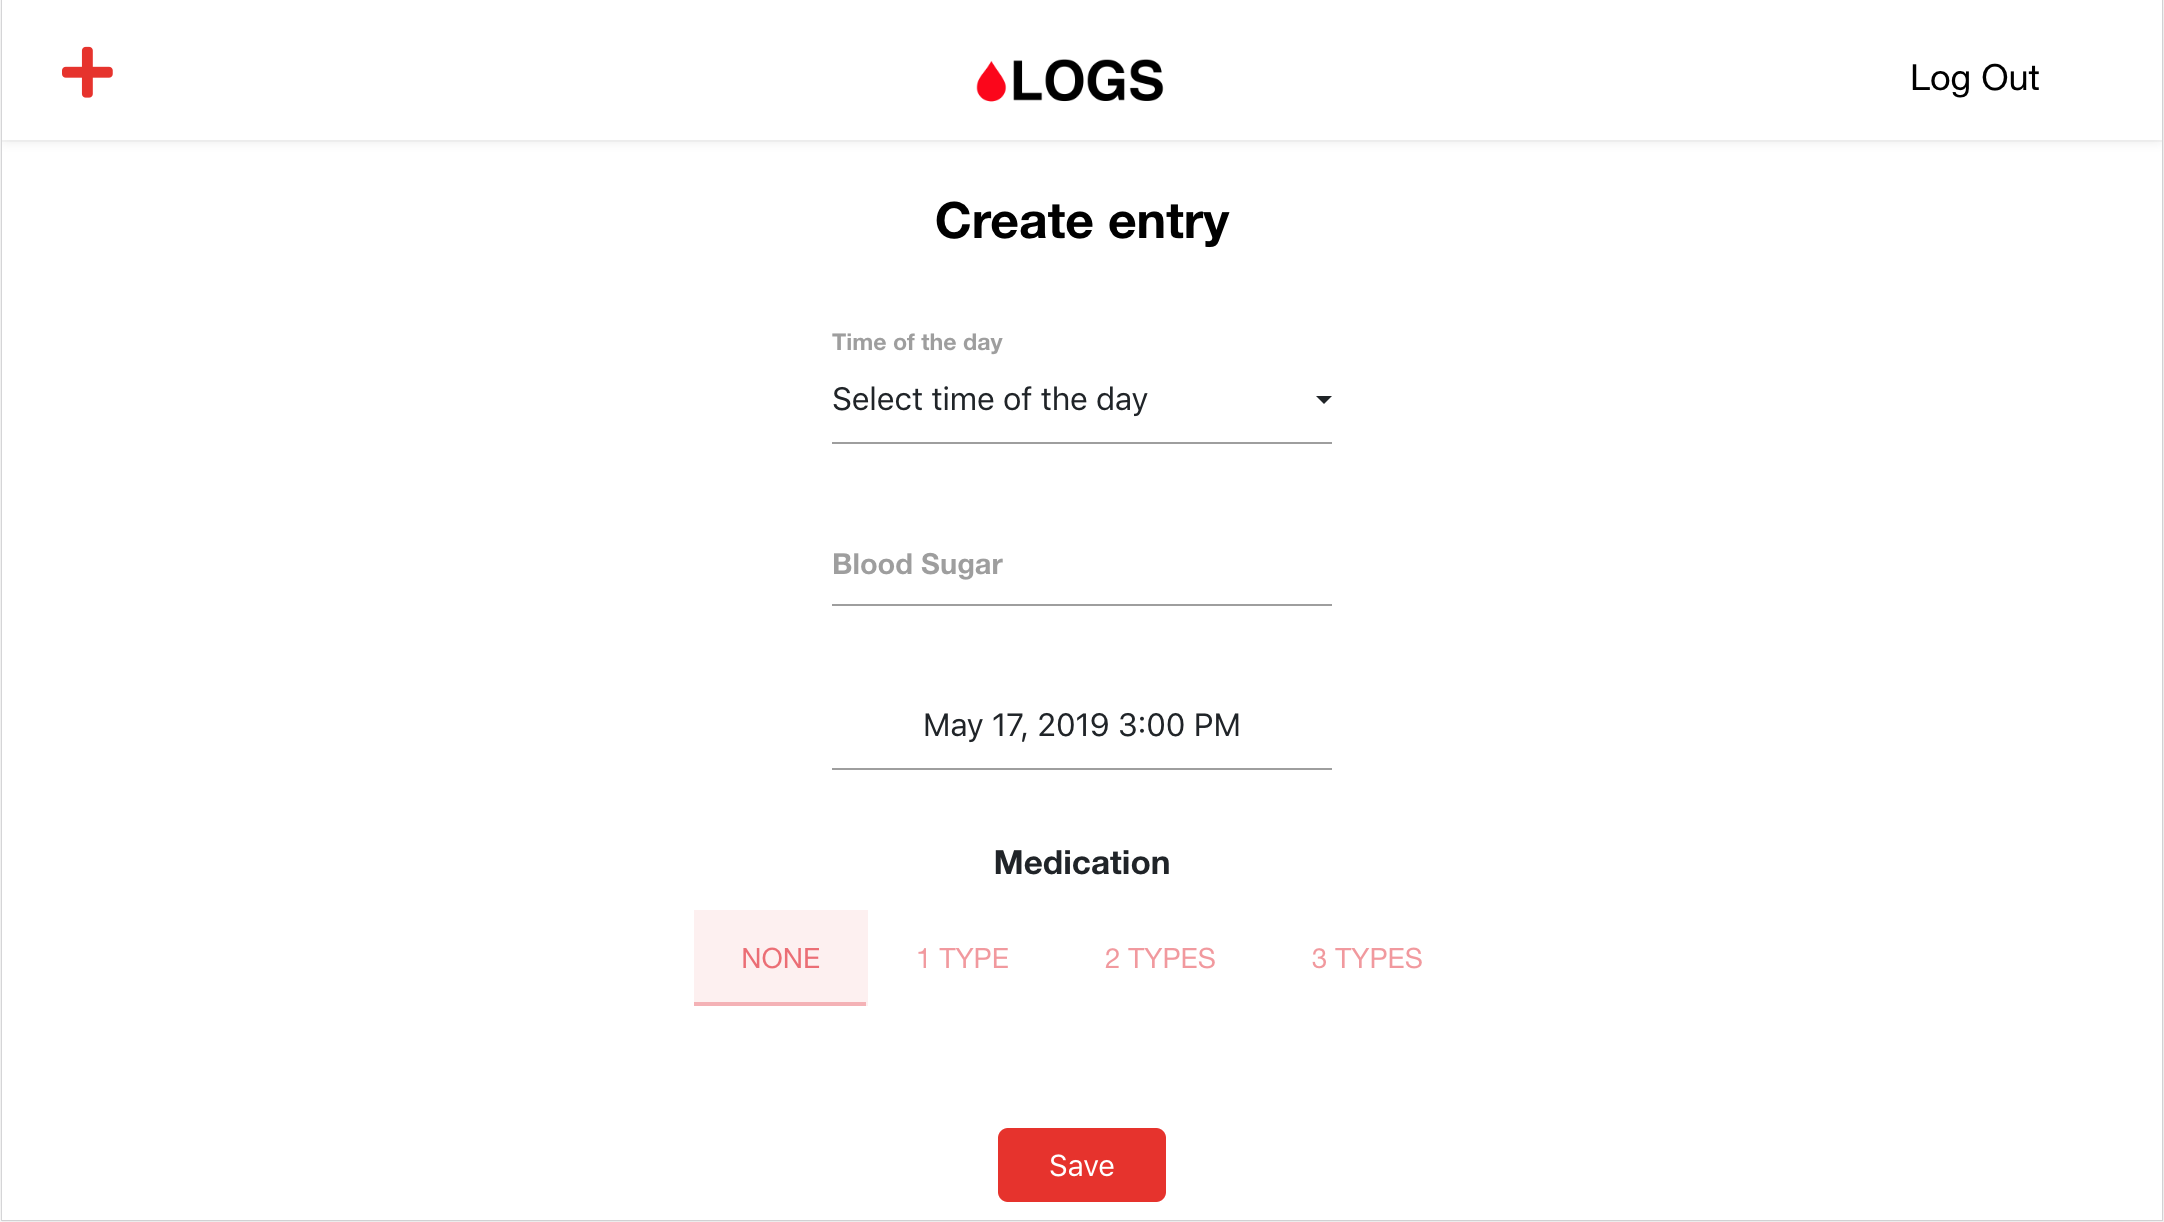 LOGS
Log Out
Create entry
Time of the day
Select time of the day
Blood Sugar
May 17, 2019 3:00 PM
Medication
NONE 1 TYPE 2 TYPES 3 TYPES
Save